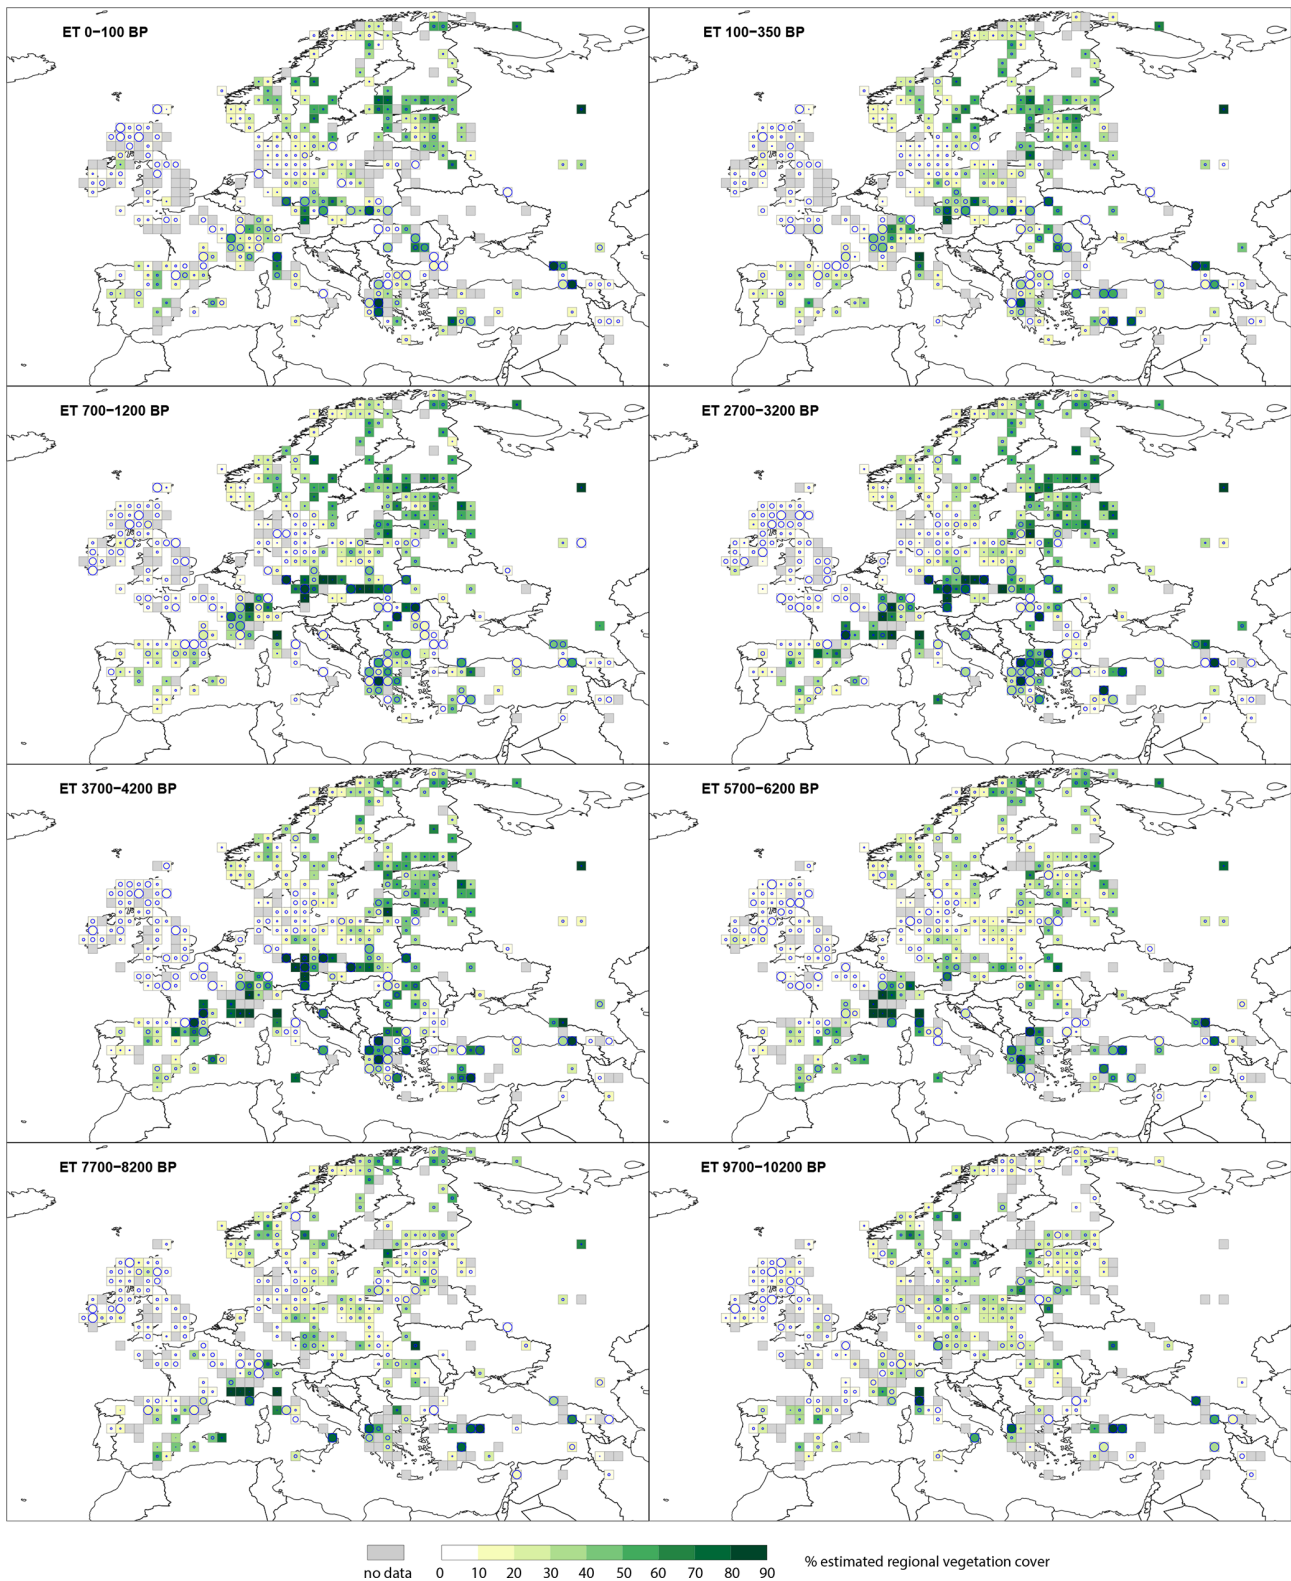 ET 0−100 BP
ET 100−350 BP
ET 700−1200 BP
ET 2700−3200 BP
ET 3700−4200 BP
ET 5700−6200 BP
ET 7700−8200 BP
ET 9700−10200 BP
no data
0 10 20 30 40 50 60 70 80 90
% estimated regional vegetation cover